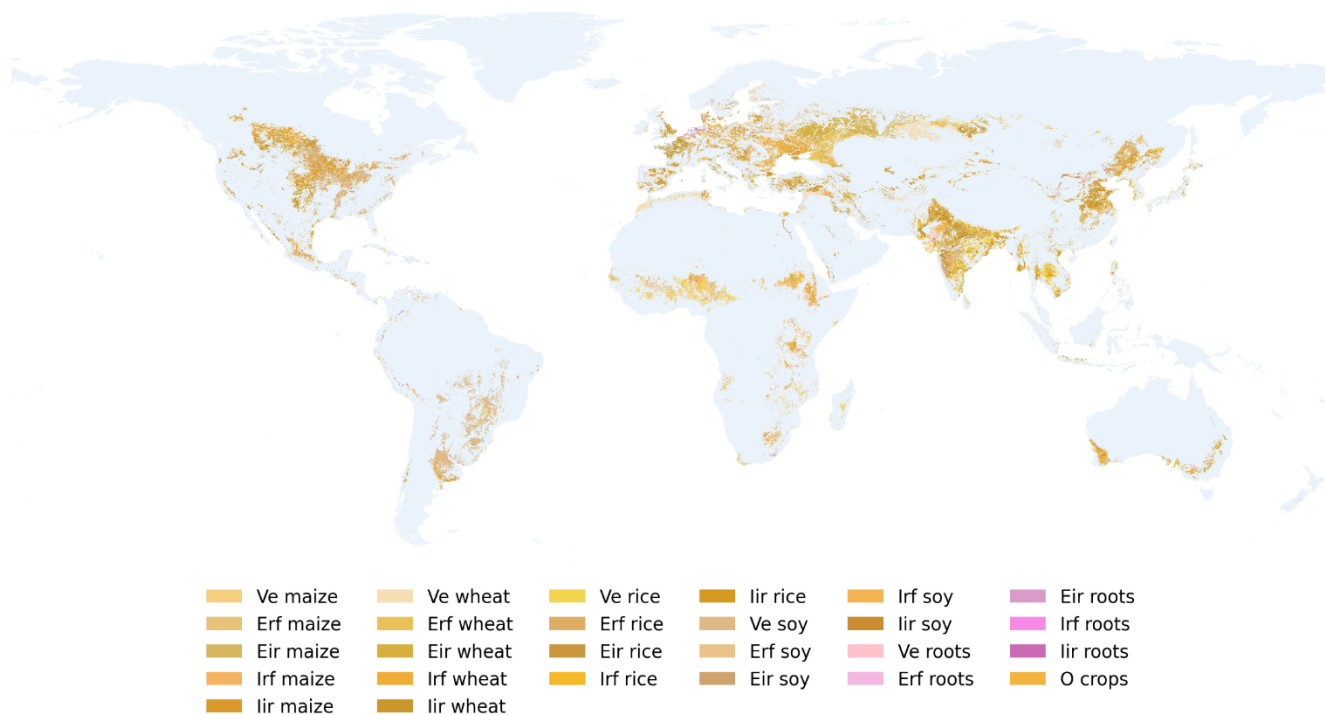 Ve maize
Erf maize
Eir maize
Irf maize
Iir maize
Ve wheat
Erf wheat
Eir wheat
Irf wheat
Iir wheat
Ve rice
Erf rice
Eir rice
Irf rice
Iir rice
Ve soy
Erf soy
Eir soy
Irf soy
Iir soy
Ve roots
Erf roots
Eir roots
Irf roots
Iir roots
O crops